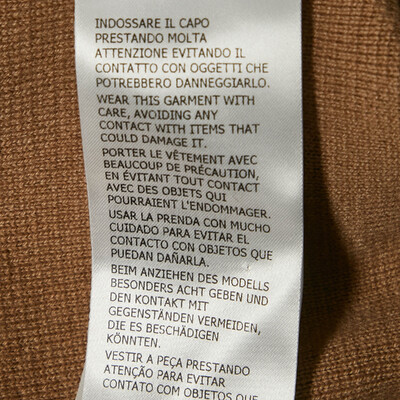 INDOSSARE IL CAPO
PRESTANDO MOLTA
ATTENZIONE EVITANDO IL
CONTATTO CON OGGETTI CHE
POTREBBERO DANNEGGIARLO.
WEAR THIS GARMENT WITH
CARE, AVOIDING ANY
CONTACT WITH ITEMS THAT
COULD DAMAGE IT.
PORTER LE VÊTEMENT AVEC
BEAUCOUP DE PRÉCAUTION,
EN ÉVITANT TOUT CONTACT
AVEC DES OBJETS QUI
POURRAIENT L'ENDOMMAGER.
USAR LA PRENDA CON MUCHO
CUIDADO PARA EVITAR EL
CONTACTO CON OBJETOS QUE
PUEDAN DAÑARLA.
BEIM ANZIEHEN DES MODELLS
BESONDERS ACHT GEBEN UND
DEN KONTAKT MIT
GEGENSTÄNDEN VERMEIDEN,
DIE ES BESCHÄDIGEN
KÖNNTEN.
VESTIR A PEÇA PRESTANDO
ATENÇÃO PARA EVITAR
CONTATO COM OBJETOS QUE